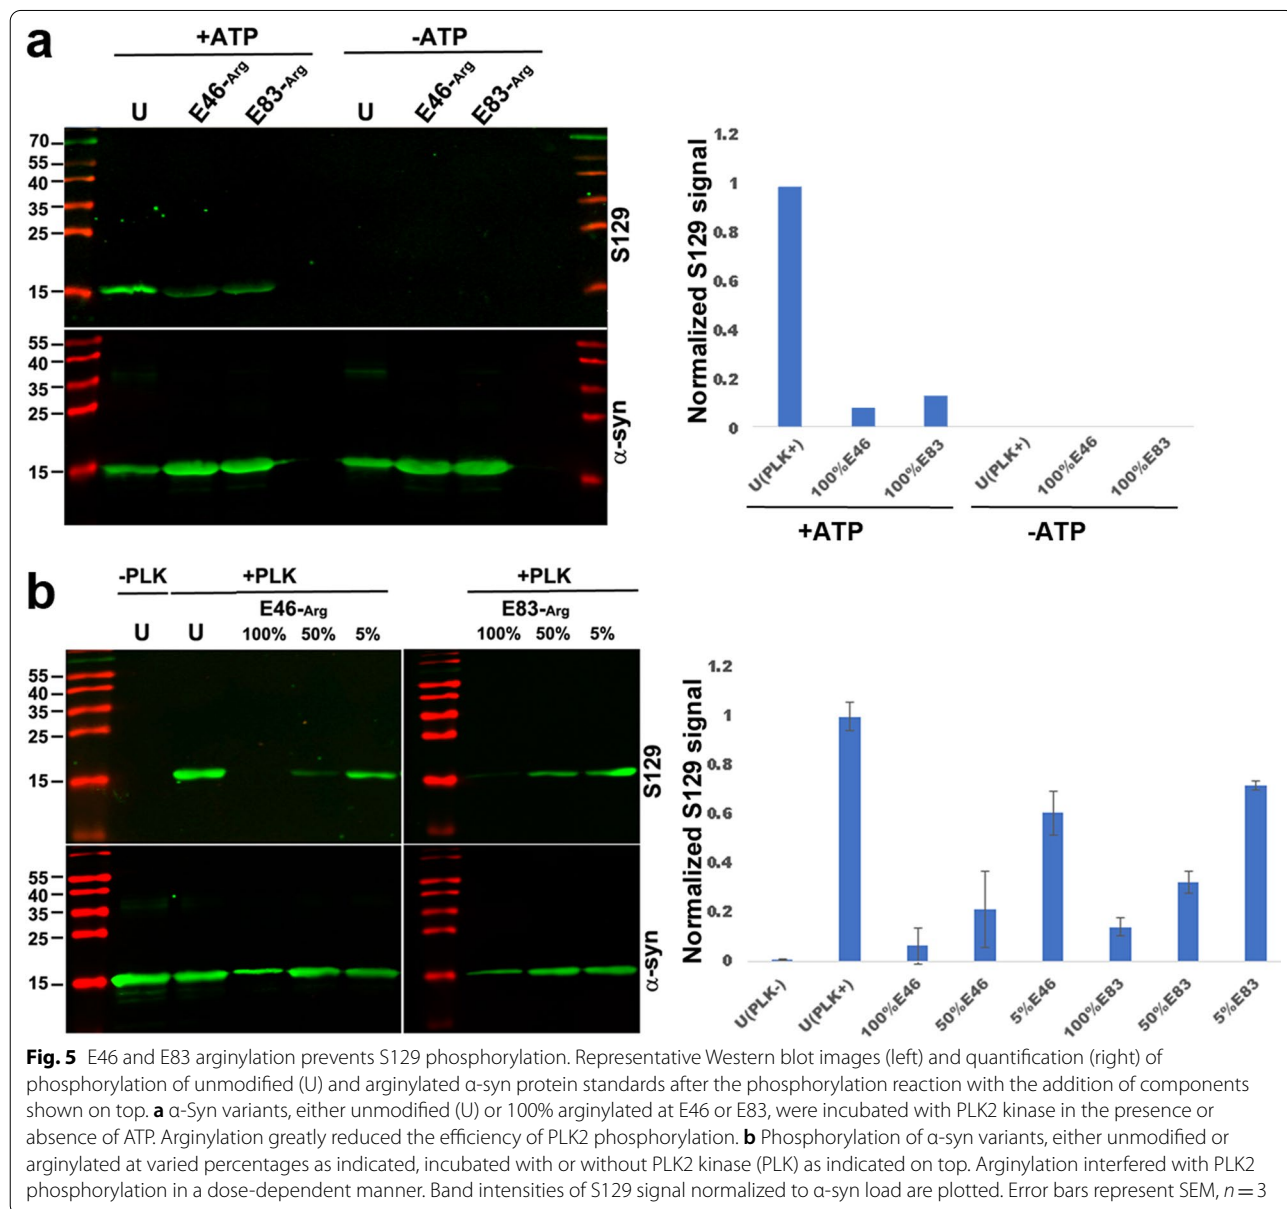 a
+ATP
-ATP
U
E46-Arg
E83-Arg
U
E46-Arg
E83-Arg
70
55
40
35
25
15
S129
55
40
35
25
15
α-syn
Normalized S129 signal
1.2
1
0.8
0.6
0.4
0.2
0
U(PLK+)
100%E46
100%E83
U(PLK+)
100%E46
100%E83
+ATP
-ATP
b
-PLK
+PLK
+PLK
E46-Arg
E83-Arg
U
U
100%
50%
5%
100%
50%
5%
55
40
35
25
15
S129
55
40
35
25
15
α-syn
Normalized S129 signal
1.2
1
0.8
0.6
0.4
0.2
0
U(PLK-)
U(PLK+)
100%E46
50%E46
5%E46
100%E83
50%E83
5%E83
Fig. 5 E46 and E83 arginylation prevents S129 phosphorylation. Representative Western blot images (left) and quantification (right) of
phosphorylation of unmodified (U) and arginylated α-syn protein standards after the phosphorylation reaction with the addition of components
shown on top. a α-Syn variants, either unmodified (U) or 100% arginylated at E46 or E83, were incubated with PLK2 kinase in the presence or
absence of ATP. Arginylation greatly reduced the efficiency of PLK2 phosphorylation. b Phosphorylation of α-syn variants, either unmodified or
arginylated at varied percentages as indicated, incubated with or without PLK2 kinase (PLK) as indicated on top. Arginylation interfered with PLK2
phosphorylation in a dose-dependent manner. Band intensities of S129 signal normalized to α-syn load are plotted. Error bars represent SEM, n = 3